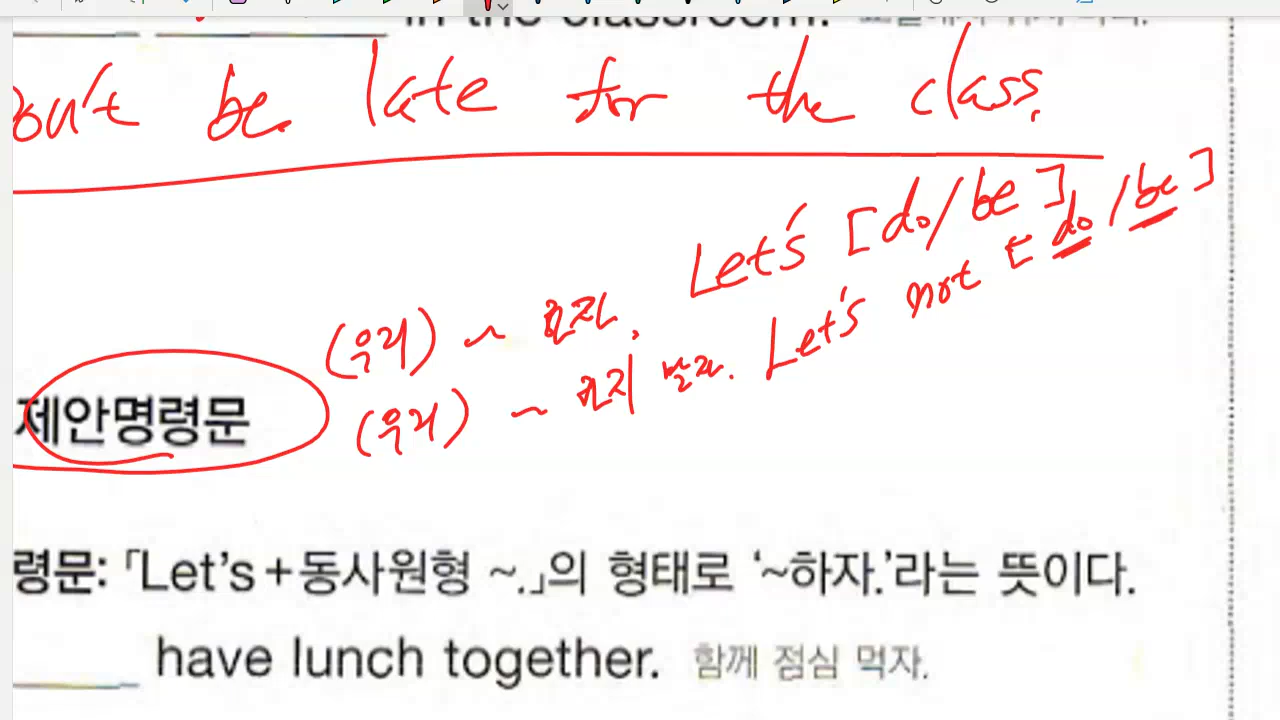 in the classroom.
Don't be late for the class.
Let's [do/be]
(우리) ~ 하자.
Let's not [do/be]
(우리) ~ 하지 말자.
제안명령문
령문: 「Let's+동사원형 ~.」의 형태로 '~하자.'라는 뜻이다.
have lunch together. 함께 점심 먹자.